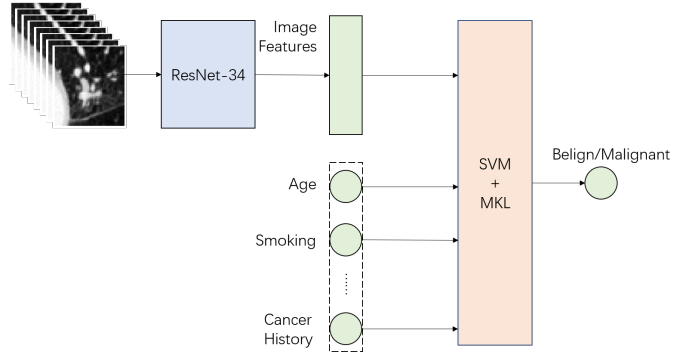 Image
Features
ResNet-34
Belign/Malignant
SVM
+
MKL
Age
Smoking
......
Cancer
History